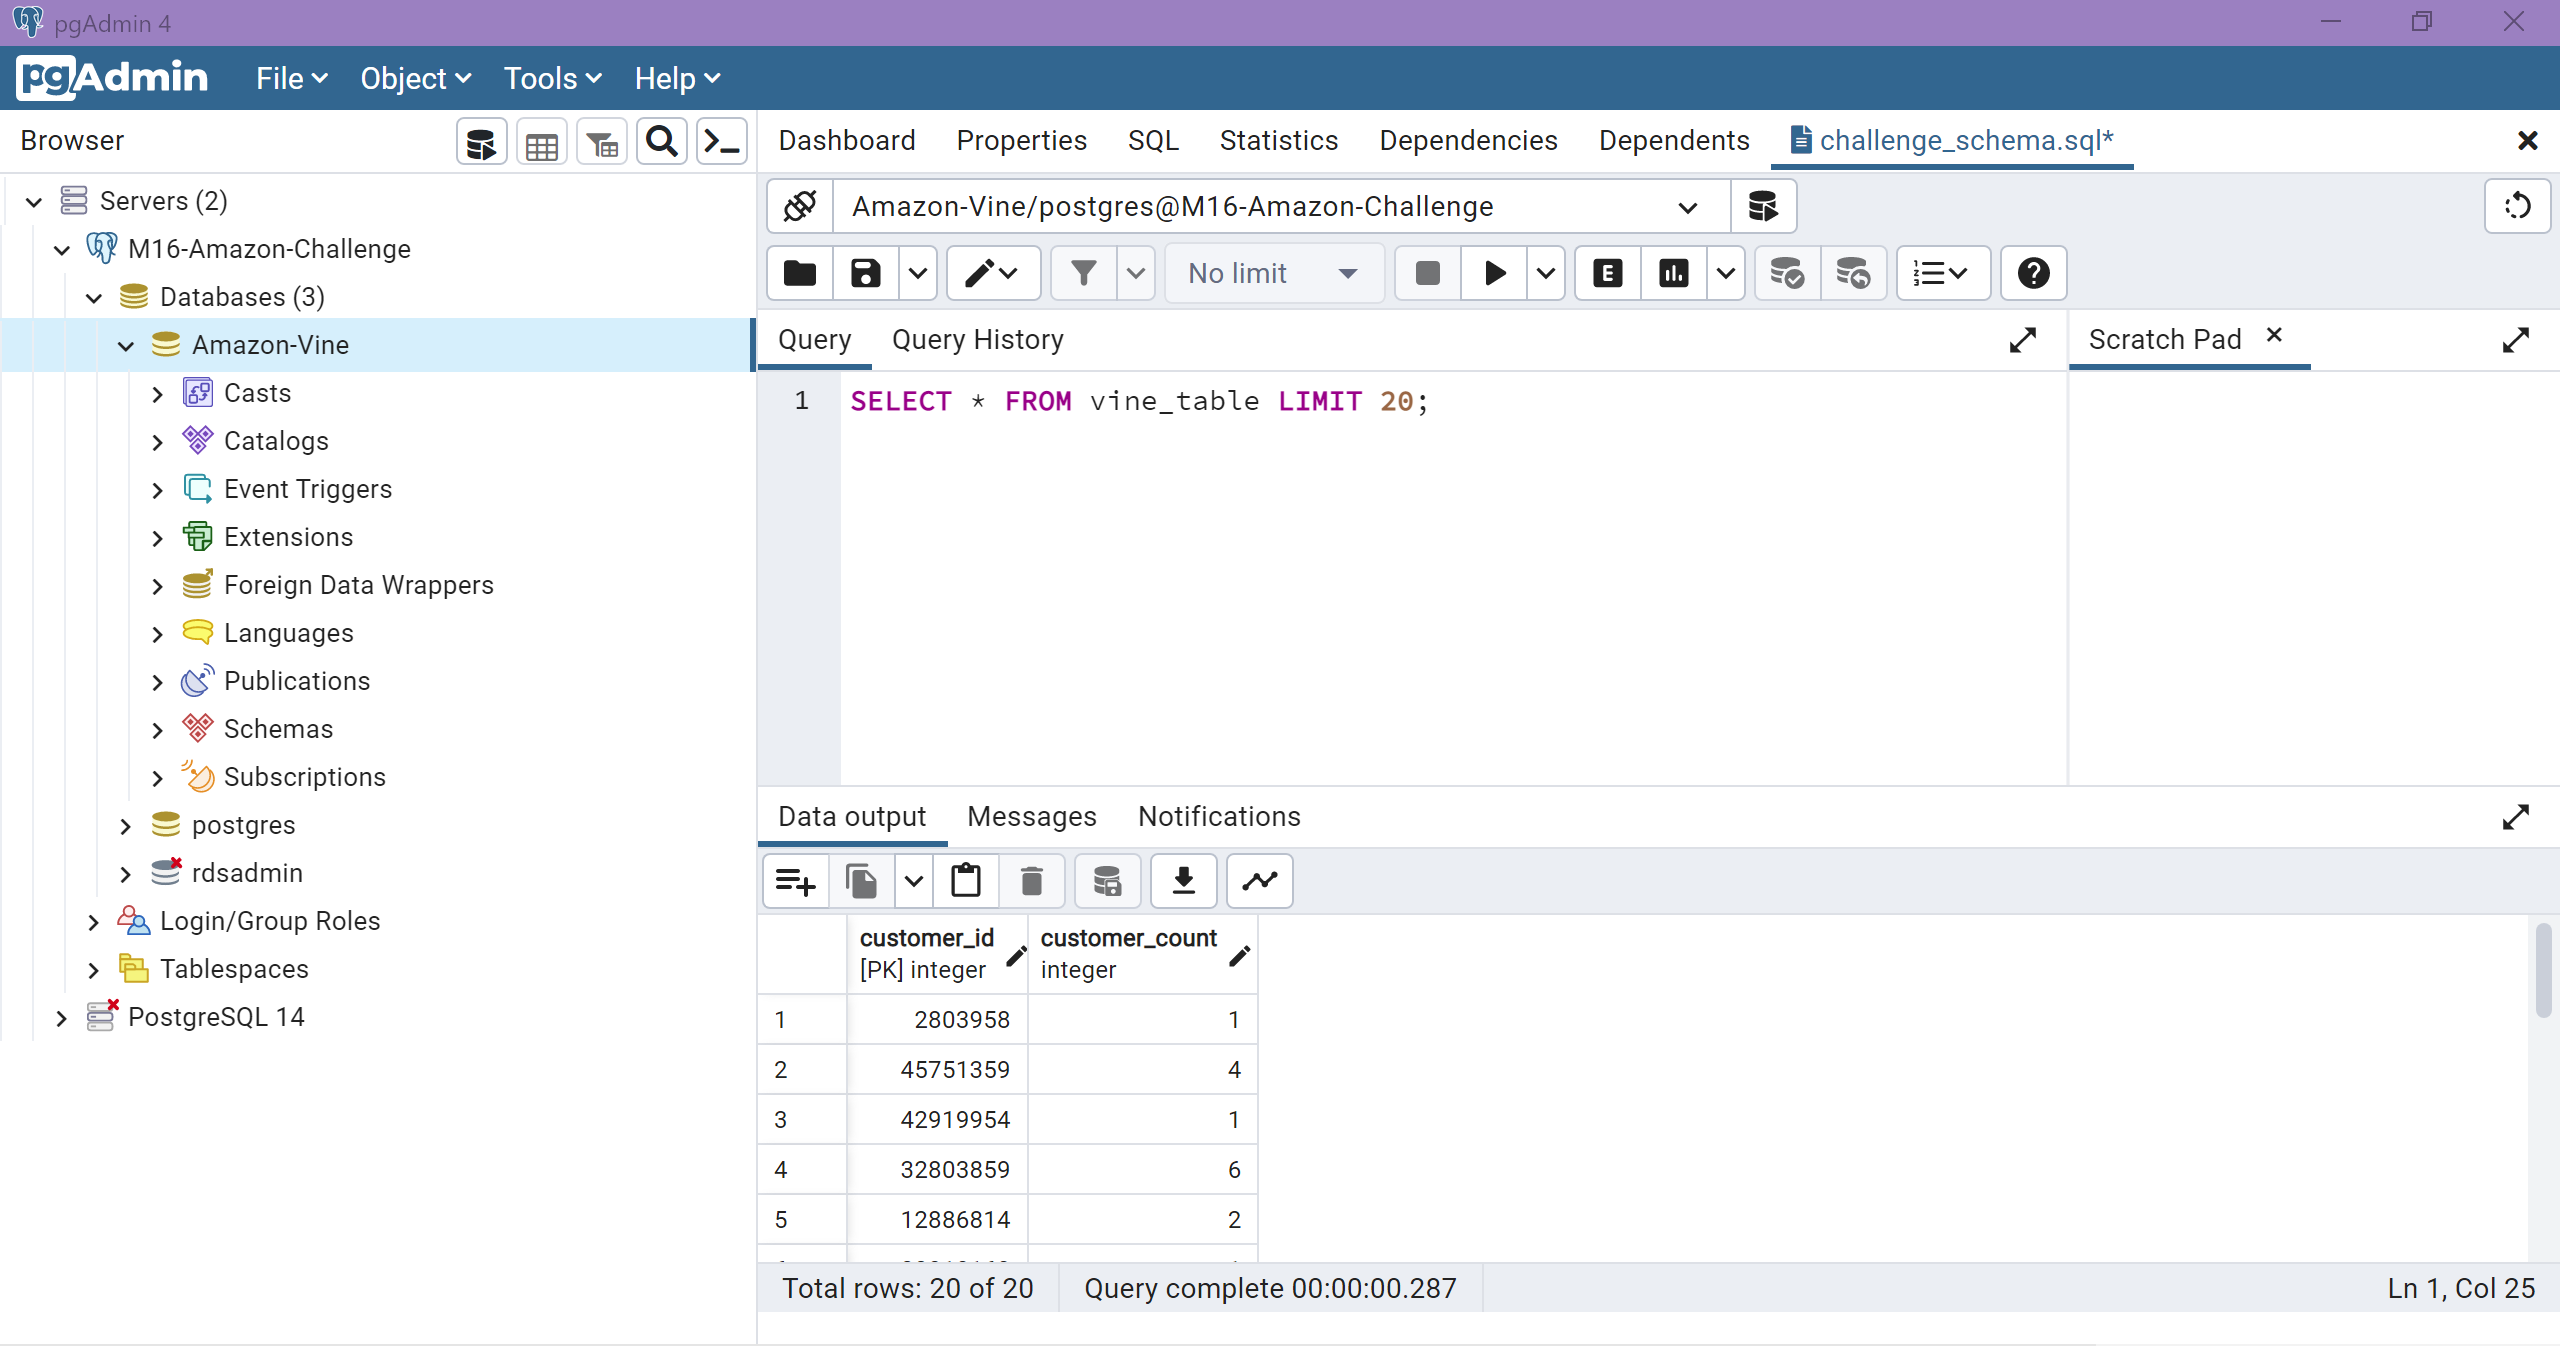 pgAdmin 4
pgAdmin File Object Tools Help
Browser
Dashboard Properties SQL Statistics Dependencies Dependents challenge_schema.sql*
Servers (2)
M16-Amazon-Challenge
Databases (3)
Amazon-Vine
Casts
Catalogs
Event Triggers
Extensions
Foreign Data Wrappers
Languages
Publications
Schemas
Subscriptions
postgres
rdsadmin
Login/Group Roles
Tablespaces
PostgreSQL 14
Amazon-Vine/postgres@M16-Amazon-Challenge
No limit E
Query Query History
Scratch Pad
1 SELECT * FROM vine_table LIMIT 20;
Data output Messages Notifications
customer_id customer_count
[PK] integer integer
1 2803958 1
2 45751359 4
3 42919954 1
4 32803859 6
5 12886814 2
Total rows: 20 of 20 Query complete 00:00:00.287 Ln 1, Col 25